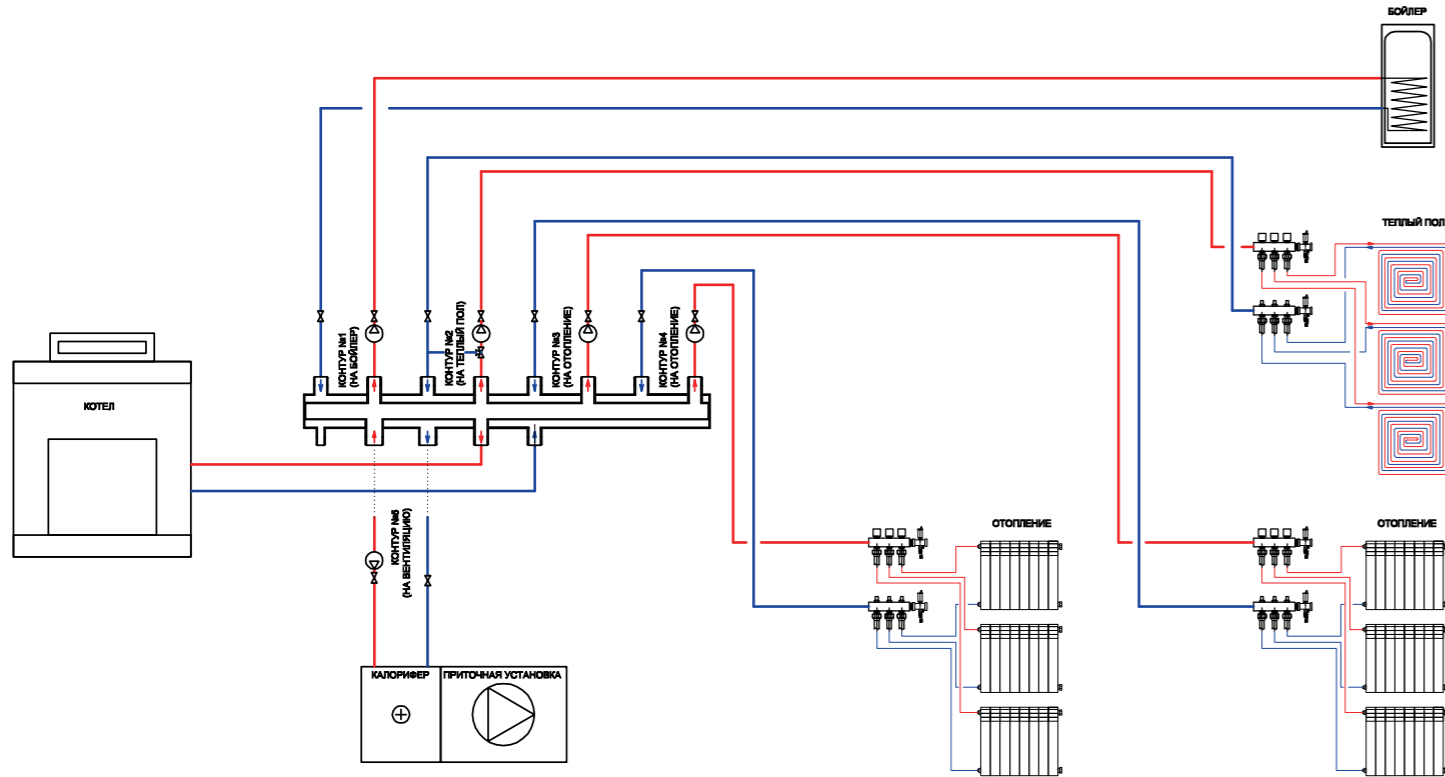 БОЙЛЕР
ТЕПЛЫЙ ПОЛ
КОНТУР №1
(НА БОЙЛЕР)
КОНТУР №2
(НА ТЕПЛЫЙ ПОЛ)
КОНТУР №3
(НА ОТОПЛЕНИЕ)
КОНТУР №4
(НА ОТОПЛЕНИЕ)
КОТЕЛ
КОНТУР №5
(НА ВЕНТИЛЯЦИЮ)
ОТОПЛЕНИЕ
ОТОПЛЕНИЕ
КАЛОРИФЕР
ПРИТОЧНАЯ УСТАНОВКА